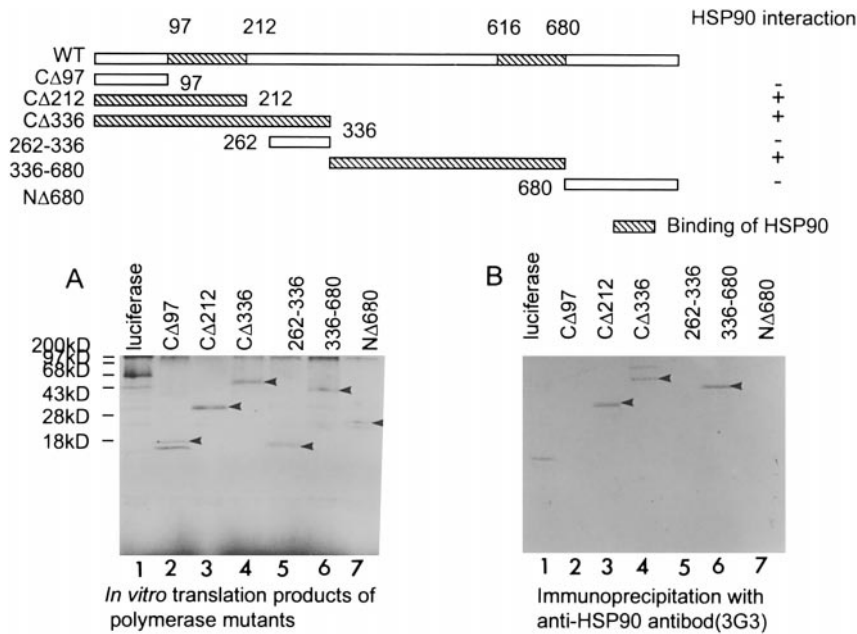 HSP90 interaction
97 212 616 680
WT
CΔ97 97 -
CΔ212 212 +
CΔ336 336 +
262-336 262 -
336-680 +
NΔ680 680 -
Binding of HSP90
A
luciferase
CΔ97
CΔ212
CΔ336
262-336
336-680
NΔ680
200kD
97kD
68kD
43kD
28kD
18kD
1 2 3 4 5 6 7
In vitro translation products of
polymerase mutants
B
luciferase
CΔ97
CΔ212
CΔ336
262-336
336-680
NΔ680
1 2 3 4 5 6 7
Immunoprecipitation with
anti-HSP90 antibod(3G3)